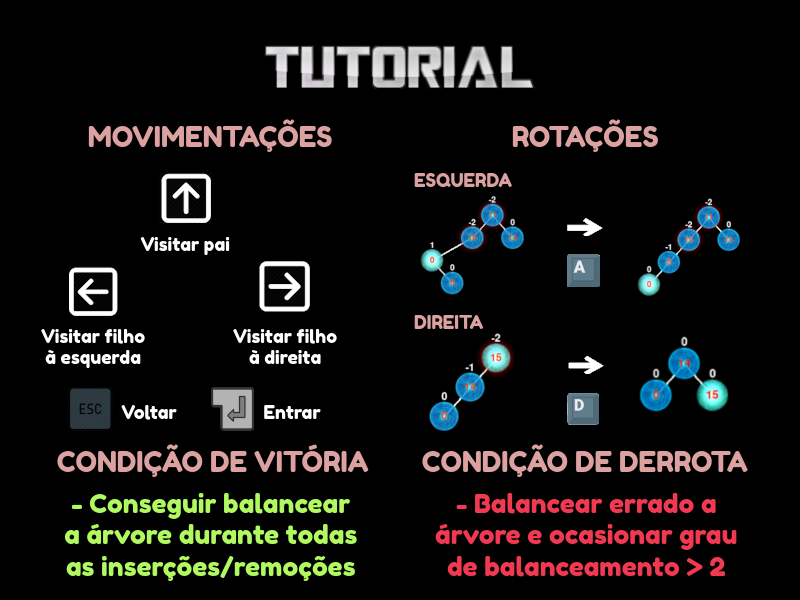 TUTORIAL
MOVIMENTAÇÕES
Visitar pai
Visitar filho
à esquerda
Visitar filho
à direita
ESC
Voltar
Entrar
ROTAÇÕES
ESQUERDA
-2
-2
0
1
0
0
A
-2
-2
0
-1
0
0
DIREITA
-2
15
-1
0
D
0
0
0
15
CONDIÇÃO DE VITÓRIA
- Conseguir balancear
a árvore durante todas
as inserções/remoções
CONDIÇÃO DE DERROTA
- Balancear errado a
árvore e ocasionar grau
de balanceamento > 2